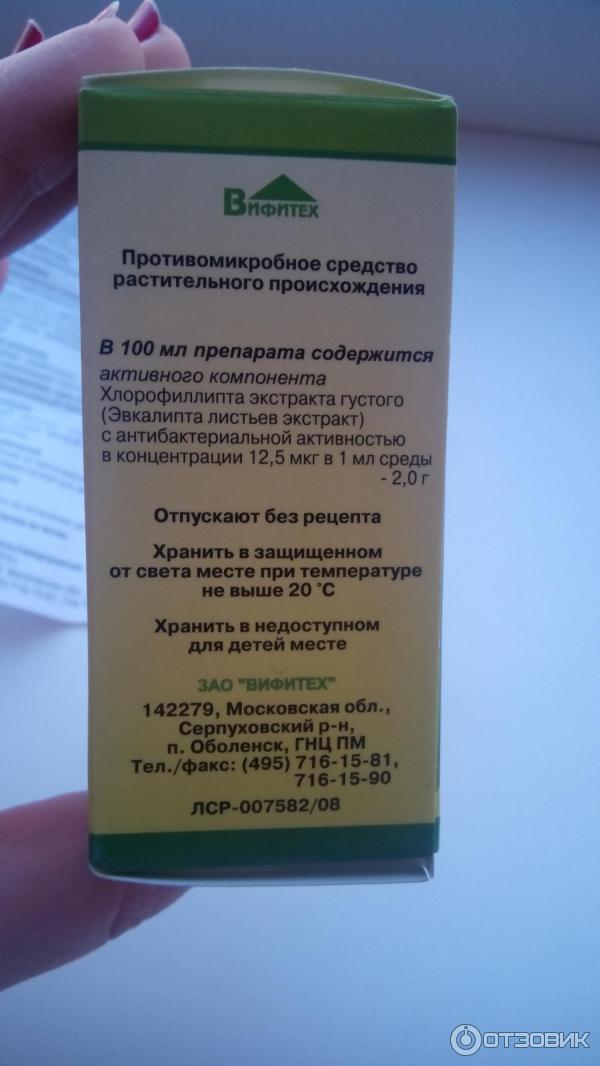 ВИФИТЕХ
Противомикробное средство
растительного происхождения
В 100 мл препарата содержится
активного компонента
Хлорофиллипта экстракта густого
(Эвкалипта листьев экстракт)
с антибактериальной активностью
в концентрации 12,5 мкг в 1 мл среды
- 2,0 г
Отпускают без рецепта
Хранить в защищенном
от света месте при температуре
не выше 20 °С
Хранить в недоступном
для детей месте
ЗАО "ВИФИТЕХ"
142279, Московская обл.,
Серпуховский р-н,
п. Оболенск, ГНЦ ПМ
Тел./факс: (495) 716-15-81,
716-15-90
ЛСР-007582/08
ОТЗОВИК